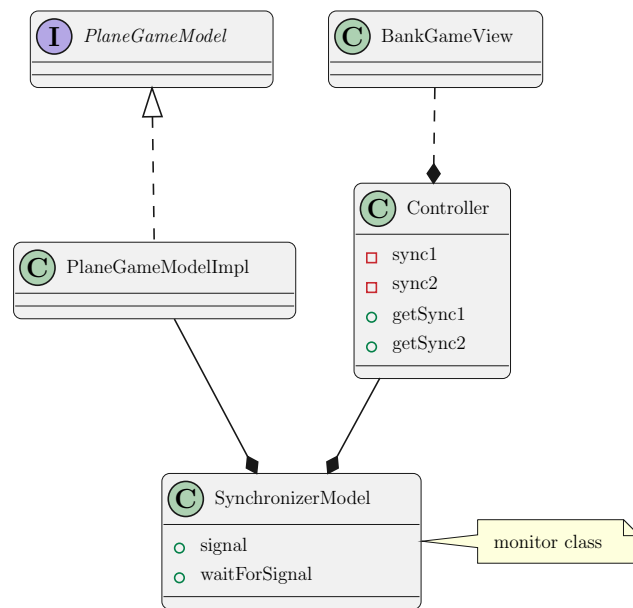 I PlaneGameModel
C BankGameView
C Controller
sync1
sync2
getSync1
getSync2
C PlaneGameModelImpl
C SynchronizerModel
signal
waitForSignal
monitor class